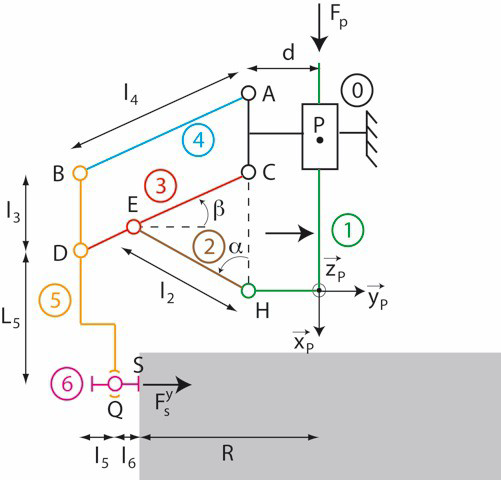 F_p
d
0
l_4
A
P
4
B
C
3
E
β
l_3
2
α
1
D
l_2
z_P
y_P
5
H
x_P
L_5
S
6
F_s^y
Q
l_5 l_6
R